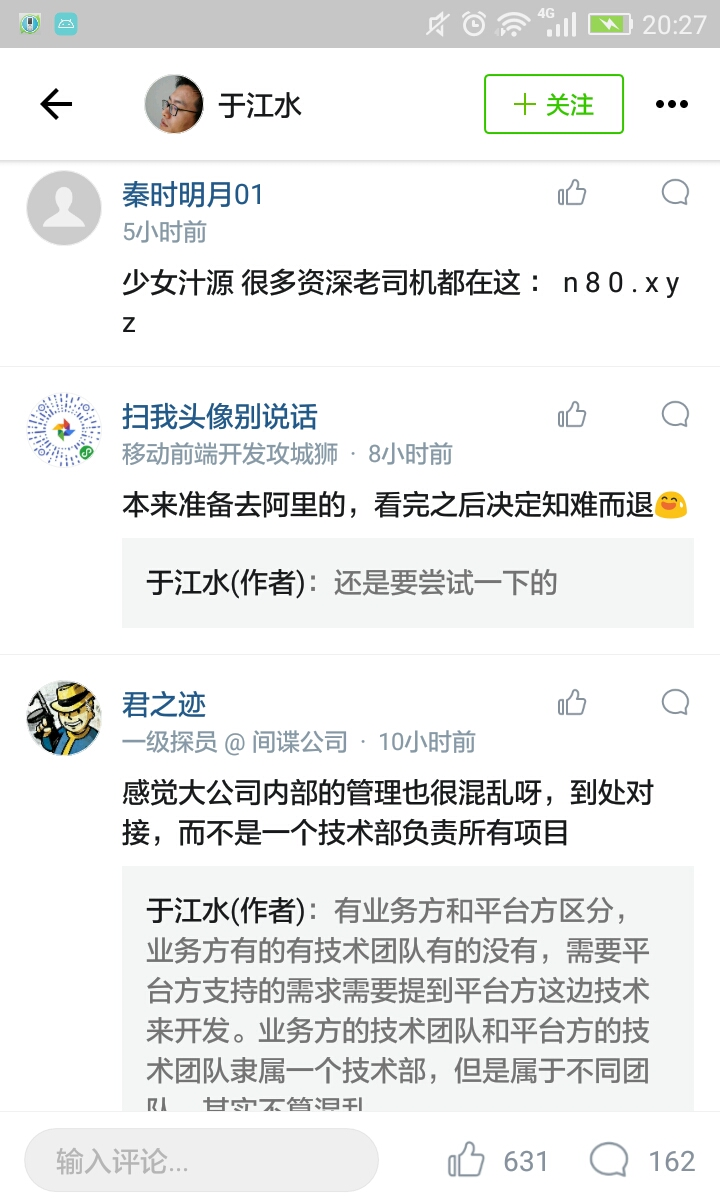 4G 20:27
于江水
＋ 关注
秦时明月01
5小时前
少女汁源 很多资深老司机都在这： n 8 0 . x y
z
扫我头像别说话
移动前端开发攻城狮 · 8小时前
本来准备去阿里的，看完之后决定知难而退😄
于江水(作者)：还是要尝试一下的
君之迹
一级探员 @ 间谍公司 · 10小时前
感觉大公司内部的管理也很混乱呀，到处对
接，而不是一个技术部负责所有项目
于江水(作者)：有业务方和平台方区分，
业务方有的有技术团队有的没有，需要平
台方支持的需求需要提到平台方这边技术
来开发。业务方的技术团队和平台方的技
术团队隶属一个技术部，但是属于不同团
队，其实不算混乱
输入评论... 631 162